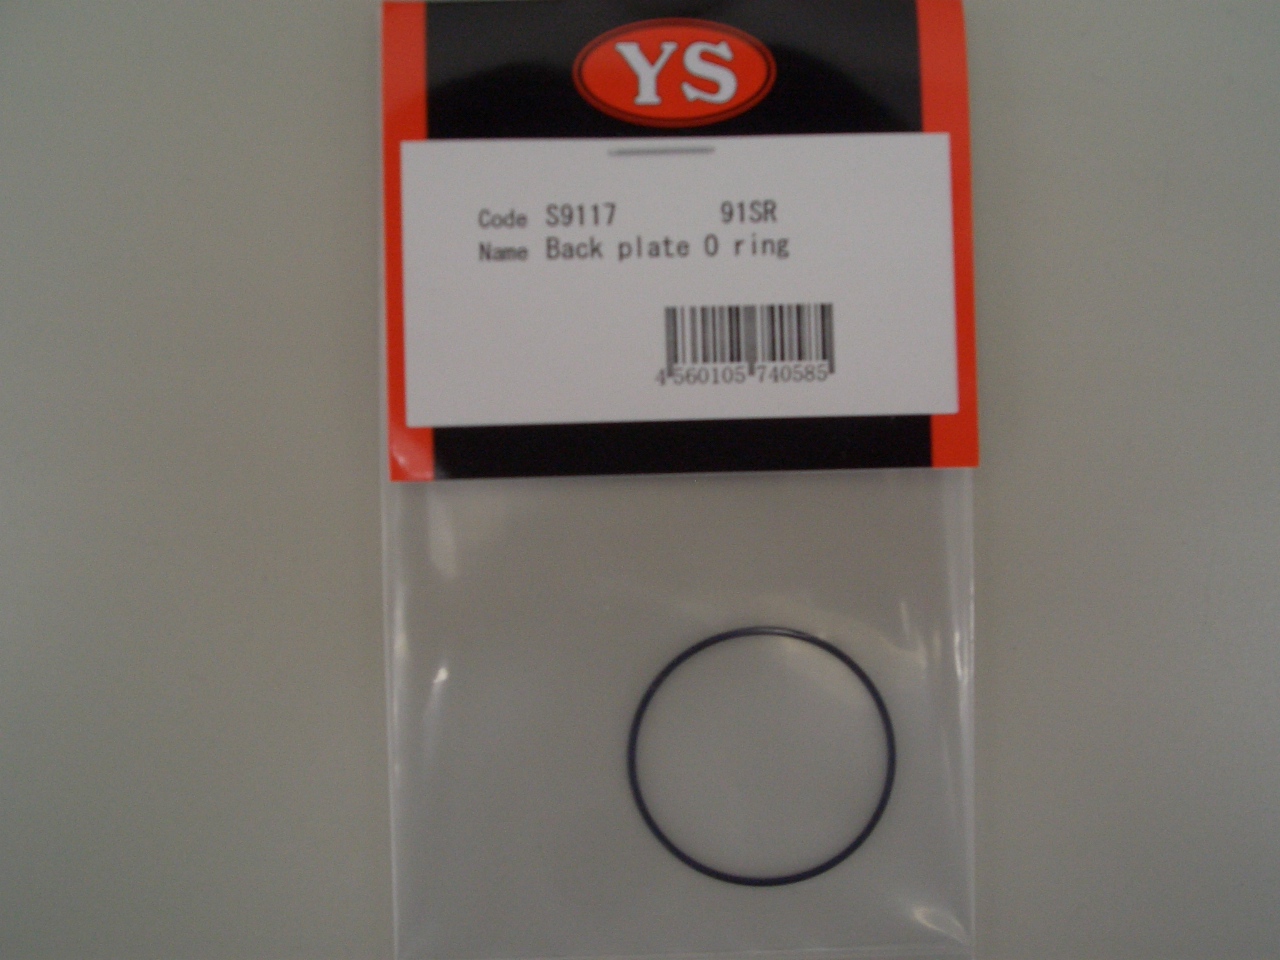 YS
Code S9117 91SR
Name Back plate O ring
4 560105 740585